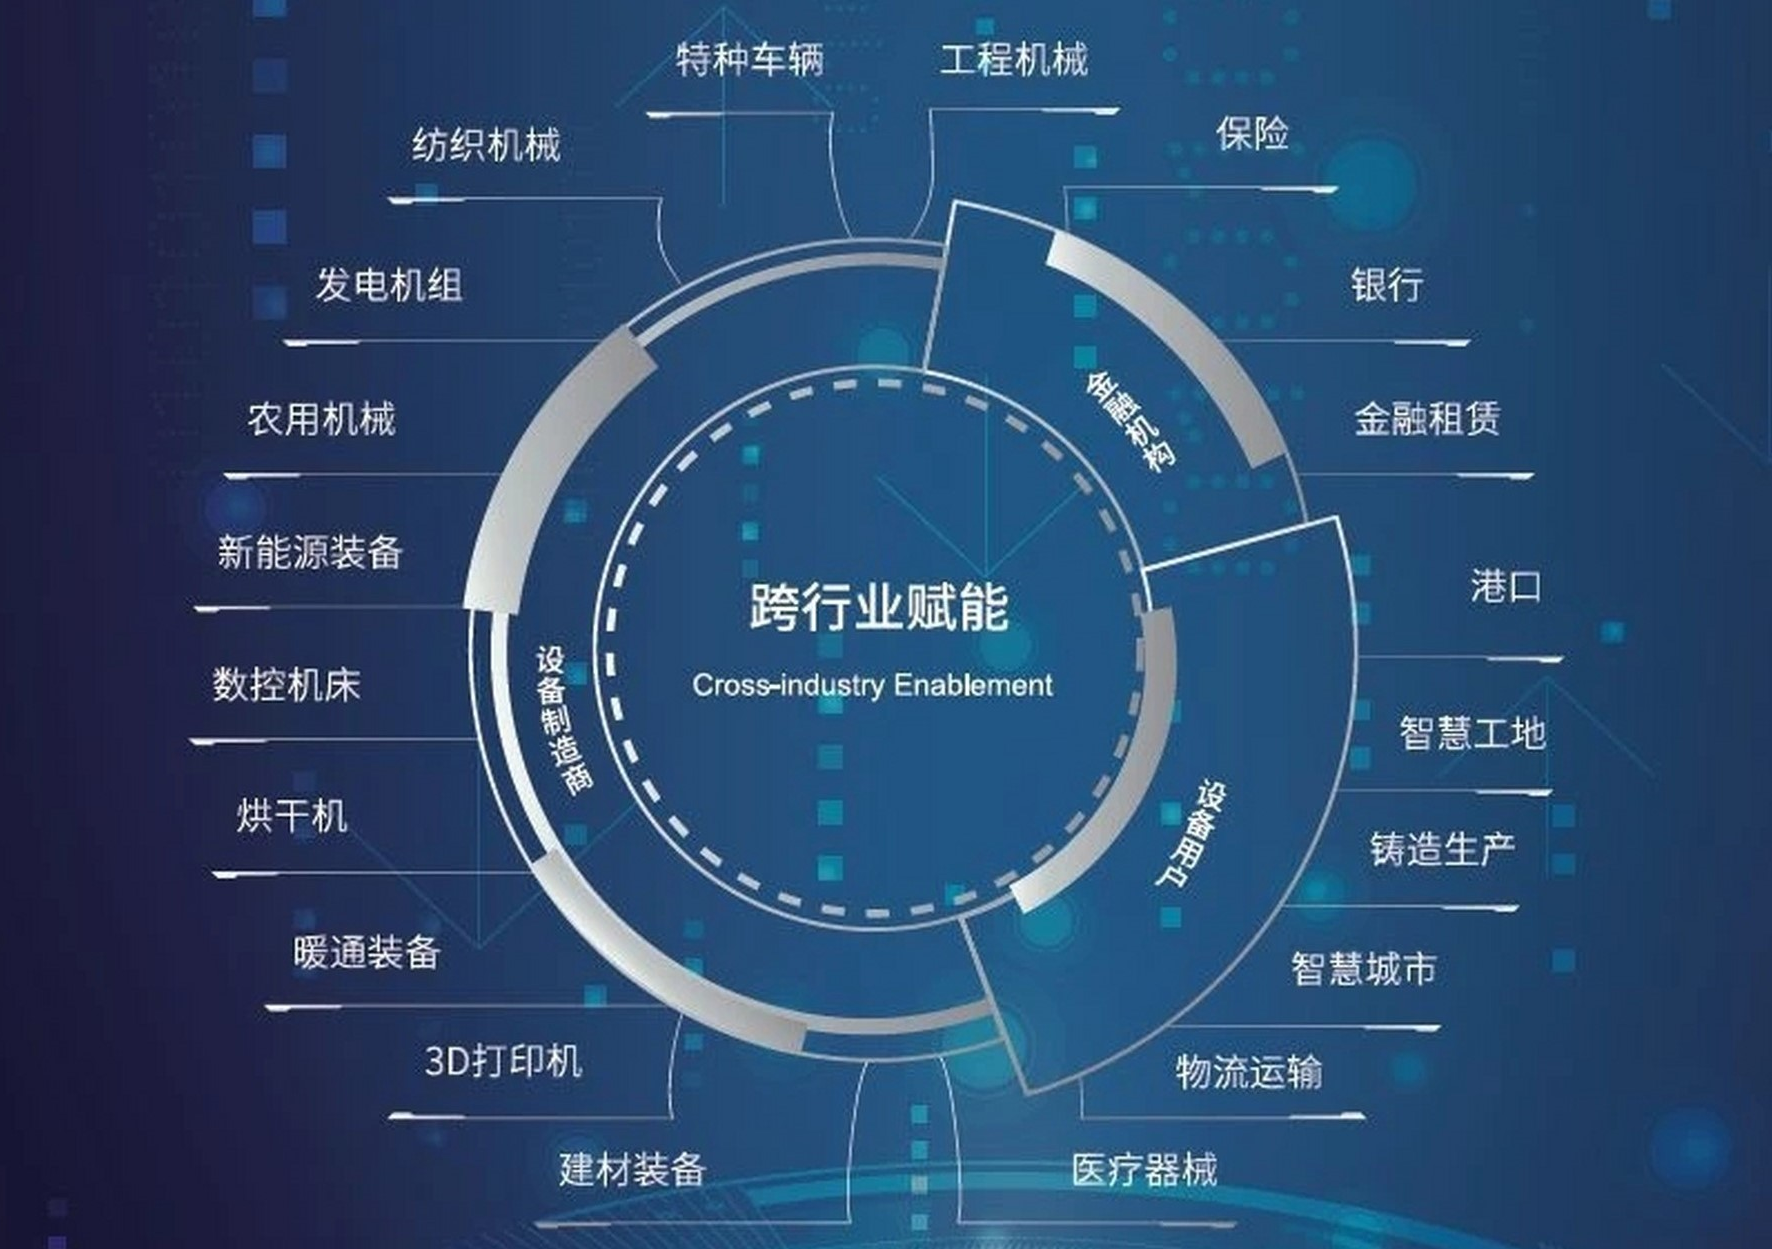 特种车辆
工程机械
纺织机械
保险
发电机组
银行
农用机械
金融机构
金融租赁
新能源装备
港口
跨行业赋能
Cross-industry Enablement
数控机床
设备制造商
智慧工地
烘干机
设备用户
铸造生产
暖通装备
智慧城市
3D打印机
物流运输
建材装备
医疗器械